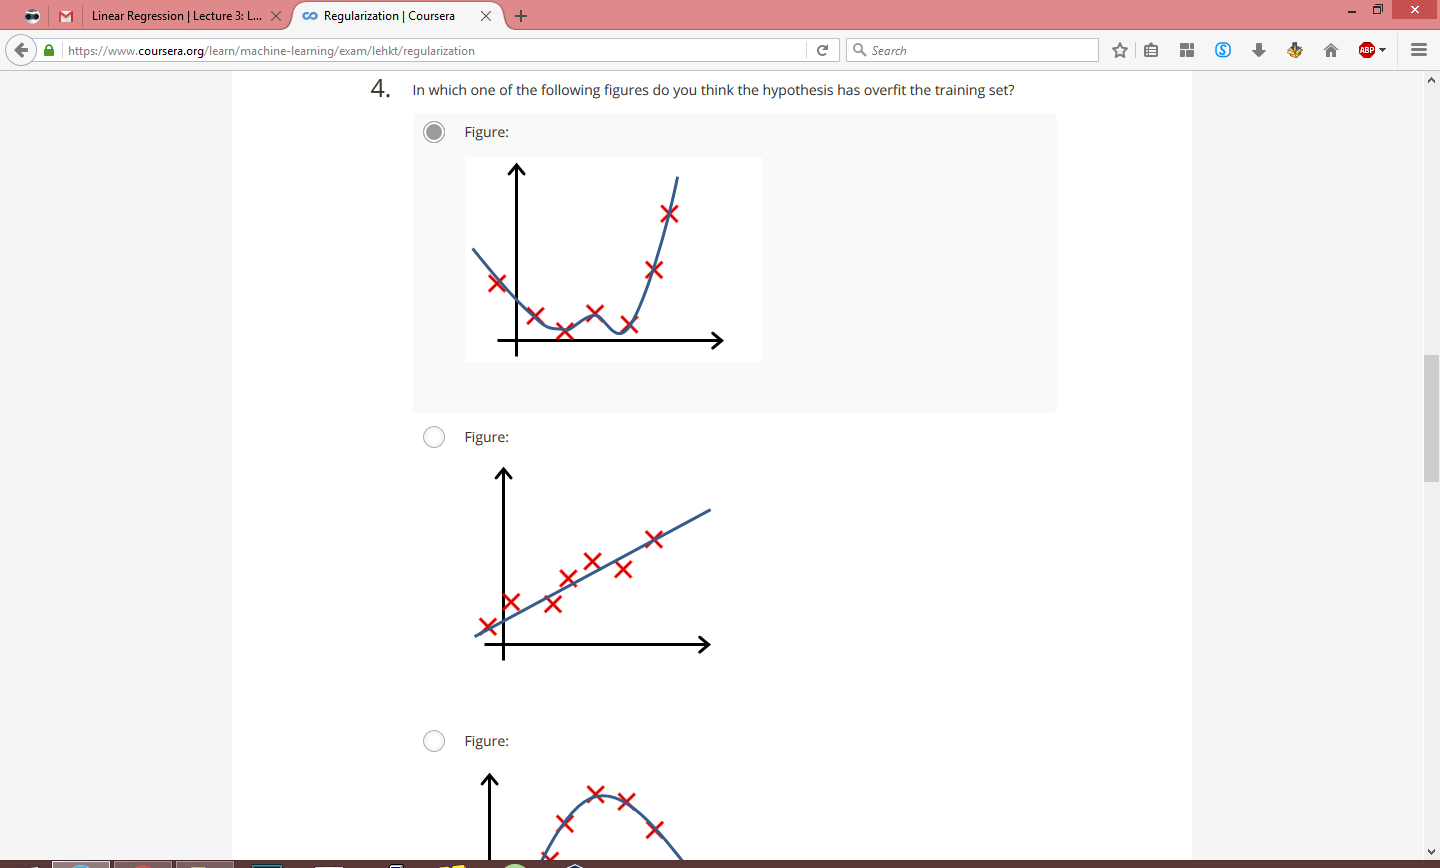 Linear Regression | Lecture 3: L...
Regularization | Coursera
https://www.coursera.org/learn/machine-learning/exam/lehkt/regularization
Search
ABP
4. In which one of the following figures do you think the hypothesis has overfit the training set?
Figure:
Figure:
Figure: